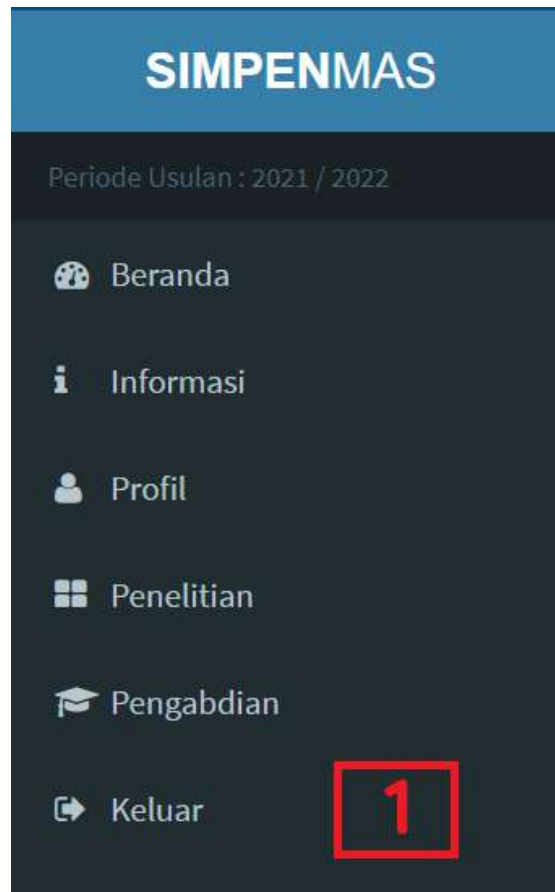 SIMPENMAS
Periode Usulan : 2021 / 2022
Beranda
Informasi
Profil
Penelitian
Pengabdian
Keluar 1